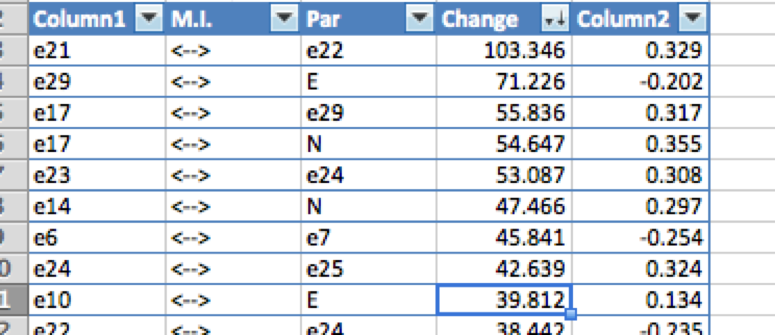 2 Column1 M.I. Par Change Column2
e21 <--> e22 103.346 0.329
e29 <--> E 71.226 -0.202
e17 <--> e29 55.836 0.317
e17 <--> N 54.647 0.355
e23 <--> e24 53.087 0.308
e14 <--> N 47.466 0.297
e6 <--> e7 45.841 -0.254
e24 <--> e25 42.639 0.324
e10 <--> E 39.812 0.134
e22 <--> e24 38.442 -0.235